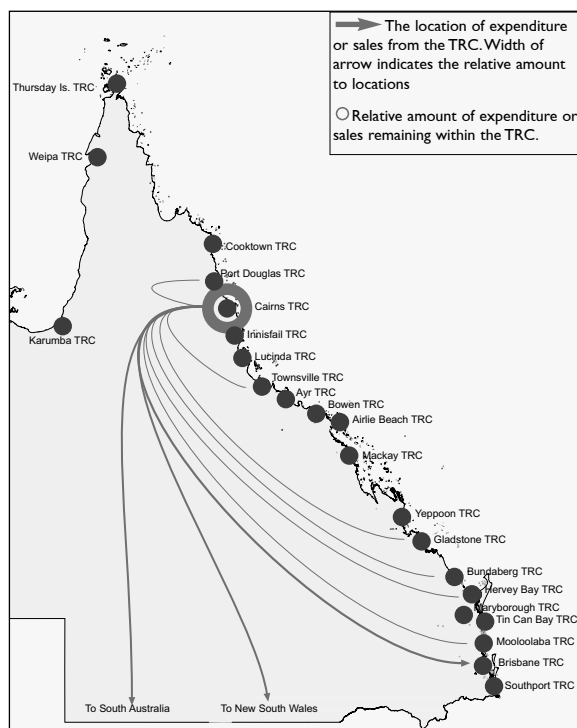 The location of expenditure
or sales from the TRC. Width of
arrow indicates the relative amount
to locations
Relative amount of expenditure or
sales remaining within the TRC.
Thursday Is. TRC
Weipa TRC
Cooktown TRC
Port Douglas TRC
Cairns TRC
Karumba TRC
Innisfail TRC
Lucinda TRC
Townsville TRC
Ayr TRC
Bowen TRC
Airlie Beach TRC
Mackay TRC
Yeppoon TRC
Gladstone TRC
Bundaberg TRC
Hervey Bay TRC
Maryborough TRC
Tin Can Bay TRC
Mooloolaba TRC
Brisbane TRC
Southport TRC
To South Australia
To New South Wales